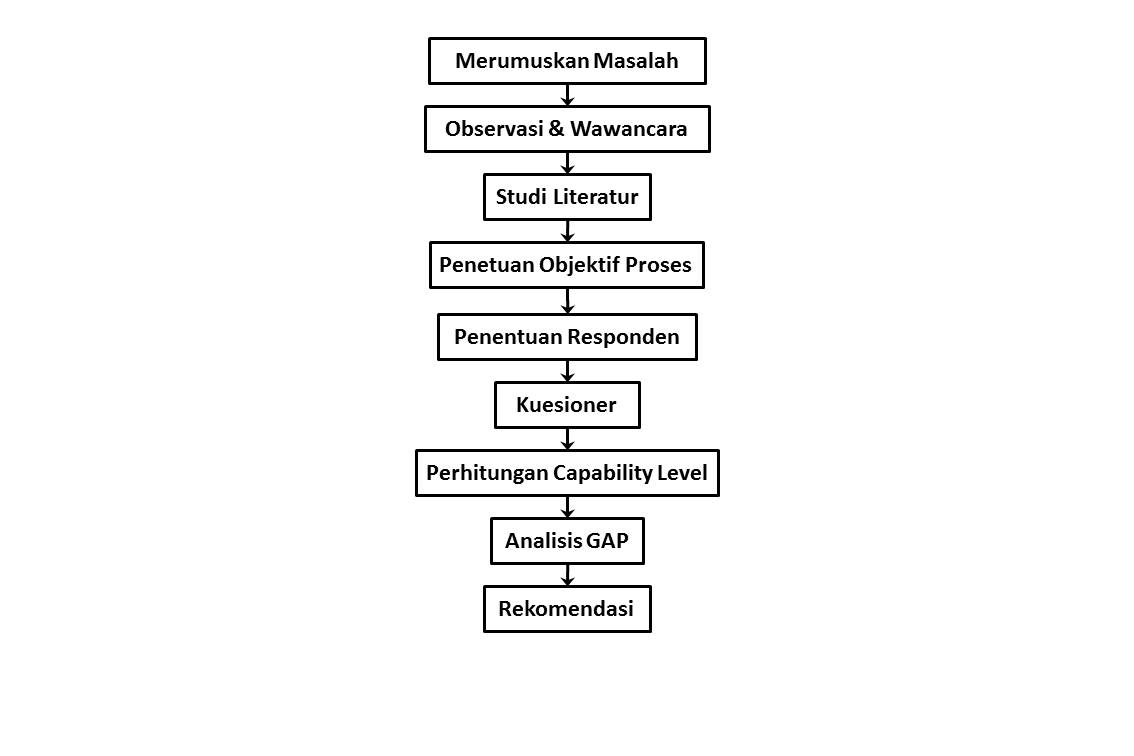 Merumuskan Masalah
Observasi & Wawancara
Studi Literatur
Penetuan Objektif Proses
Penentuan Responden
Kuesioner
Perhitungan Capability Level
Analisis GAP
Rekomendasi